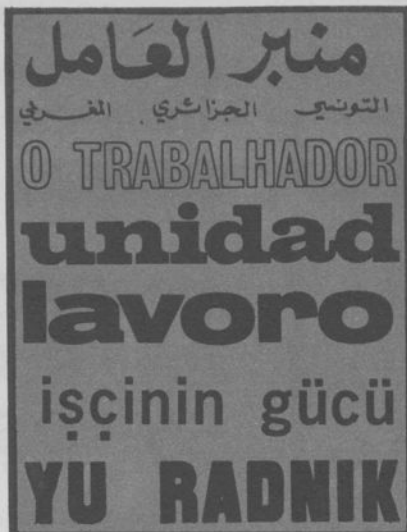 منبر العامل
التونسي الجزائري المغربي
O TRABALHADOR
unidad
lavoro
işçinin gücü
YU RADNIK